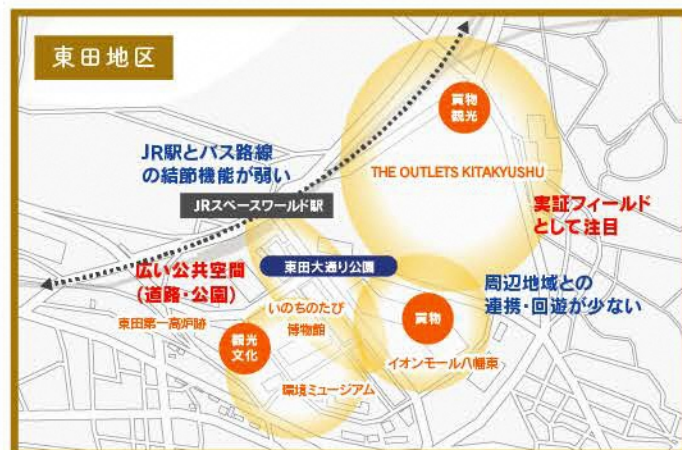 東田地区
買物
観光
JR駅とバス路線
の結節機能が弱い
THE OUTLETS KITAKYUSHU
JRスペースワールド駅
実証フィールド
として注目
広い公共空間
(道路・公園)
東田大通り公園
周辺地域との
連携・回遊が少ない
東田第一高炉跡
いのちのたび
博物館
買物
観光
文化
イオンモール八幡東
環境ミュージアム